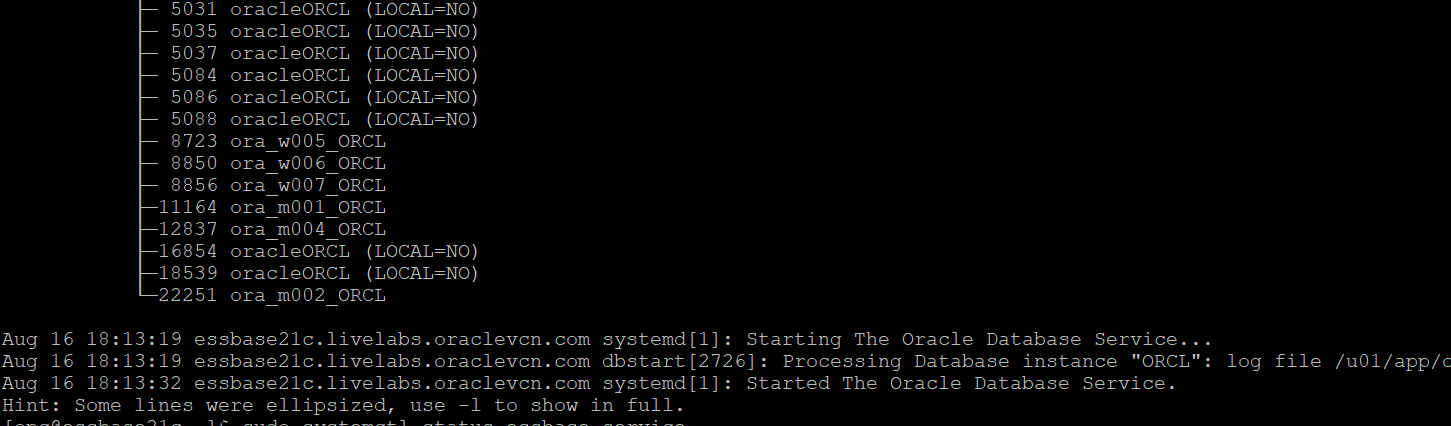 ├─ 5031 oracleORCL (LOCAL=NO)
├─ 5035 oracleORCL (LOCAL=NO)
├─ 5037 oracleORCL (LOCAL=NO)
├─ 5084 oracleORCL (LOCAL=NO)
├─ 5086 oracleORCL (LOCAL=NO)
├─ 5088 oracleORCL (LOCAL=NO)
├─ 8723 ora_w005_ORCL
├─ 8850 ora_w006_ORCL
├─ 8856 ora_w007_ORCL
├─11164 ora_m001_ORCL
├─12837 ora_m004_ORCL
├─16854 oracleORCL (LOCAL=NO)
├─18539 oracleORCL (LOCAL=NO)
└─22251 ora_m002_ORCL
Aug 16 18:13:19 essbase21c.livelabs.oraclevcn.com systemd[1]: Starting The Oracle Database Service...
Aug 16 18:13:19 essbase21c.livelabs.oraclevcn.com dbstart[2726]: Processing Database instance "ORCL": log file /u01/app/o
Aug 16 18:13:32 essbase21c.livelabs.oraclevcn.com systemd[1]: Started The Oracle Database Service.
Hint: Some lines were ellipsized, use -l to show in full.
sudo systemctl status essbase.service